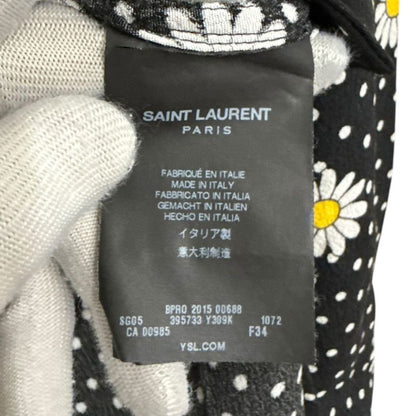 SAINT LAURENT
PARIS
FABRIQUÉ EN ITALIE
MADE IN ITALY
FABBRICATO IN ITALIA
GEMACHT IN ITALIEN
HECHO EN ITALIA
イタリア製
意大利制造
BPRO 2015 00688
SG05 395733 Y309K 1072
CA 00985 F34
YSL.COM